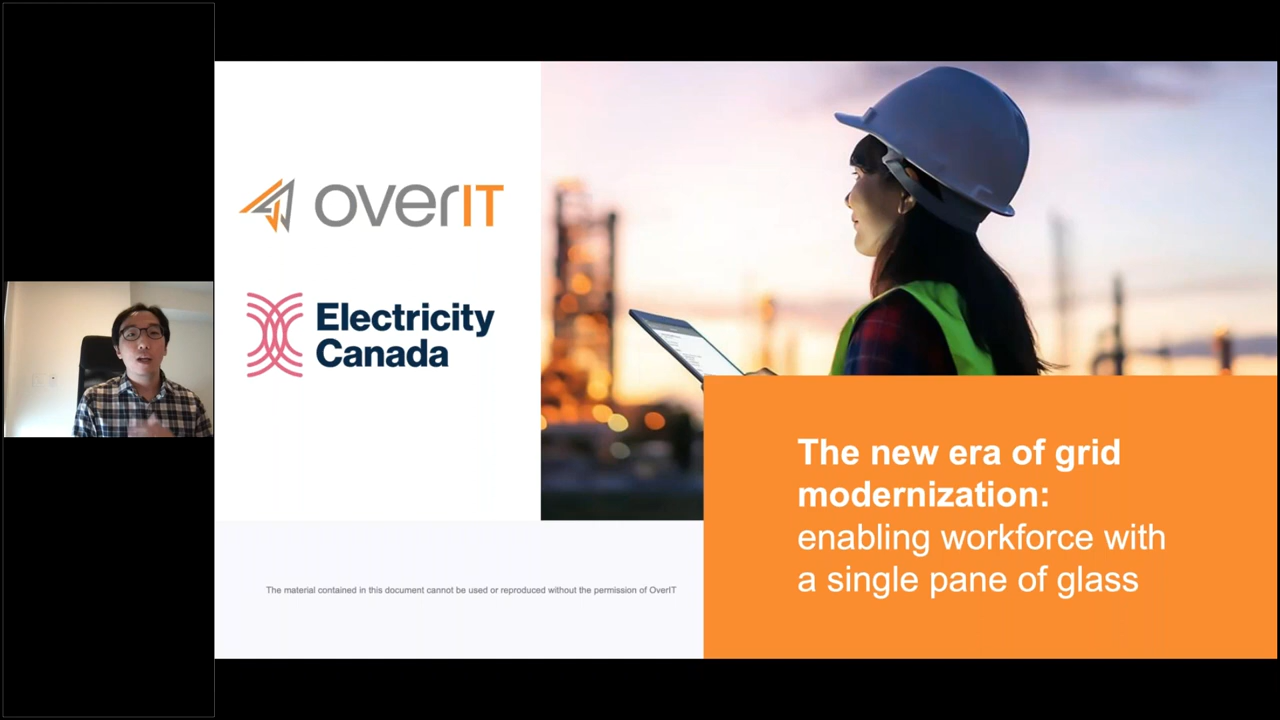 overIT
Electricity
Canada
The new era of grid
modernization:
enabling workforce with
a single pane of glass
The material contained in this document cannot be used or reproduced without the permission of OverIT